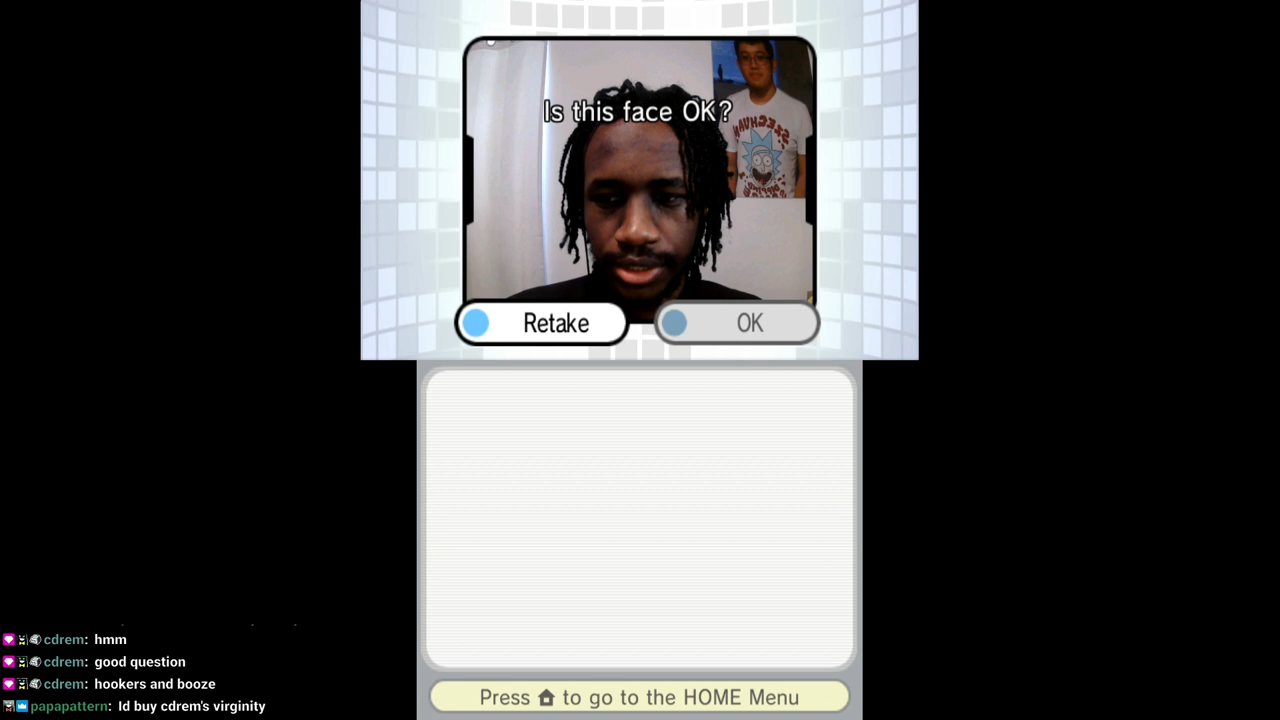 Is this face OK?
Retake
OK
Press to go to the HOME Menu
cdrem: hmm
cdrem: good question
cdrem: hookers and booze
papapattern: Id buy cdrem's virginity